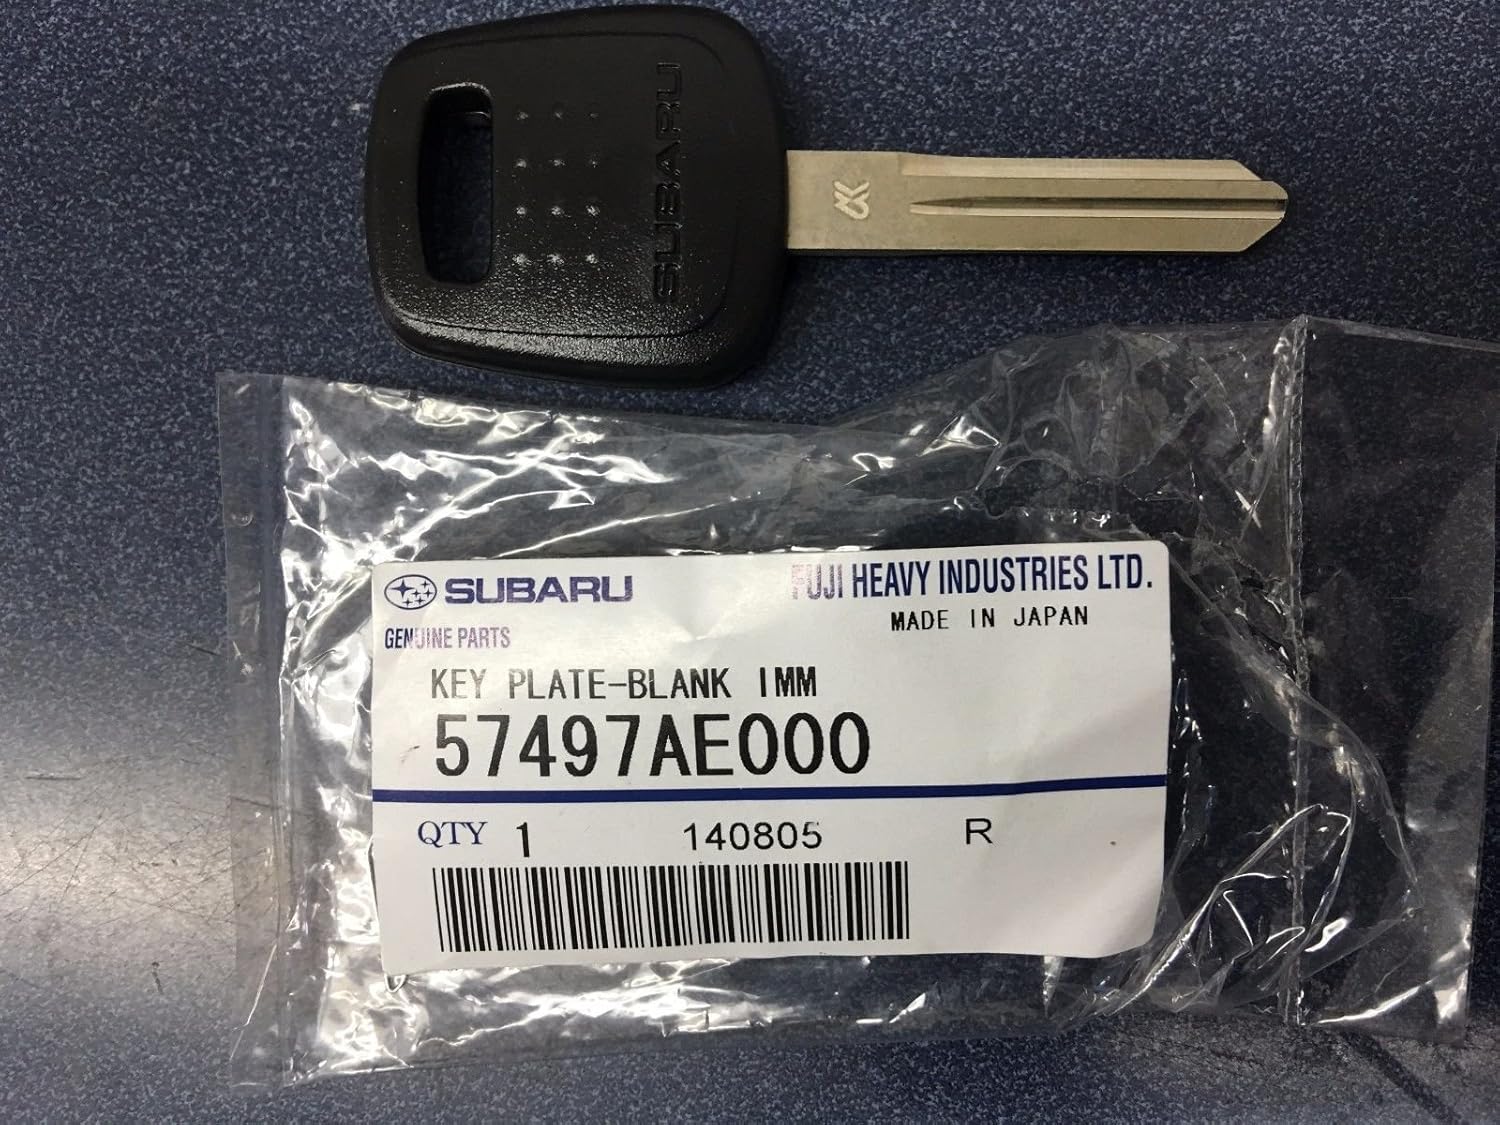 SUBARU
SUBARU
FUJI HEAVY INDUSTRIES LTD.
GENUINE PARTS
MADE IN JAPAN
KEY PLATE-BLANK IMM
57497AE000
QTY 1 140805 R